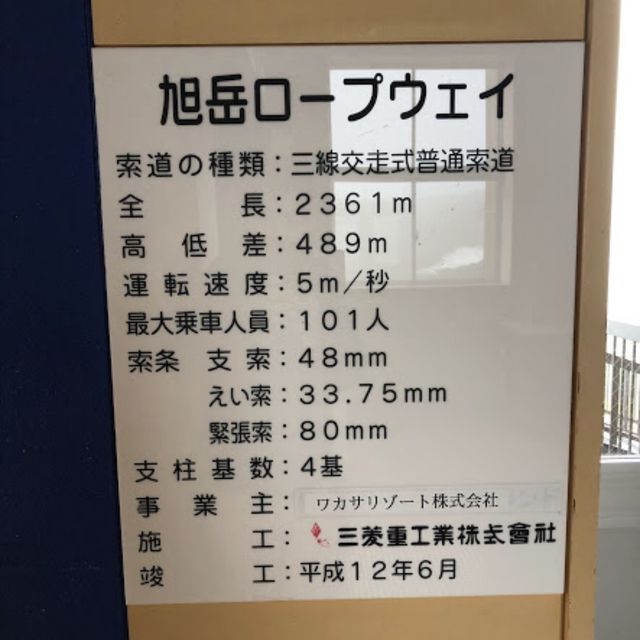 旭岳ロープウェイ
索道の種類：三線交走式普通索道
全長：2361m
高低差：489m
運転速度：5m／秒
最大乗車人員：101人
索条 支索：48mm
えい索：33.75mm
緊張索：80mm
支柱基数：4基
事業主：ワカサリゾート株式会社
施工：三菱重工業株式會社
竣工：平成12年6月